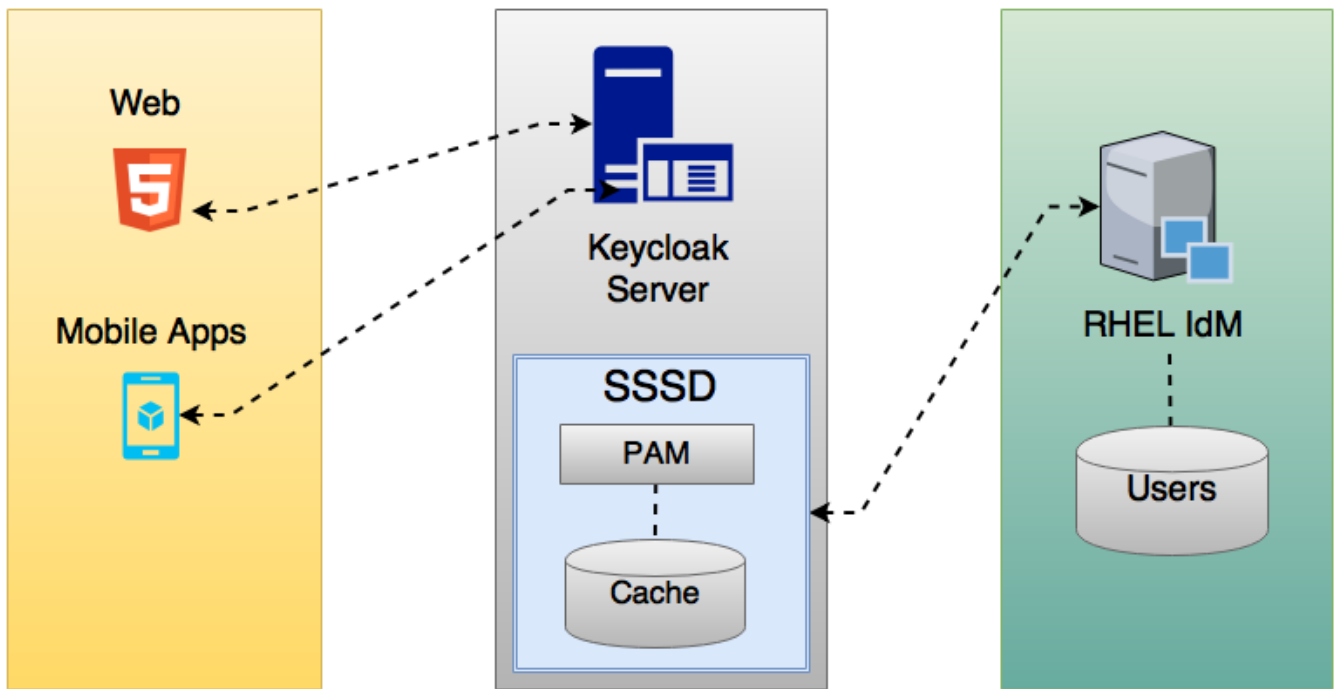 Web
Mobile Apps
Keycloak
Server
SSSD
PAM
Cache
RHEL IdM
Users